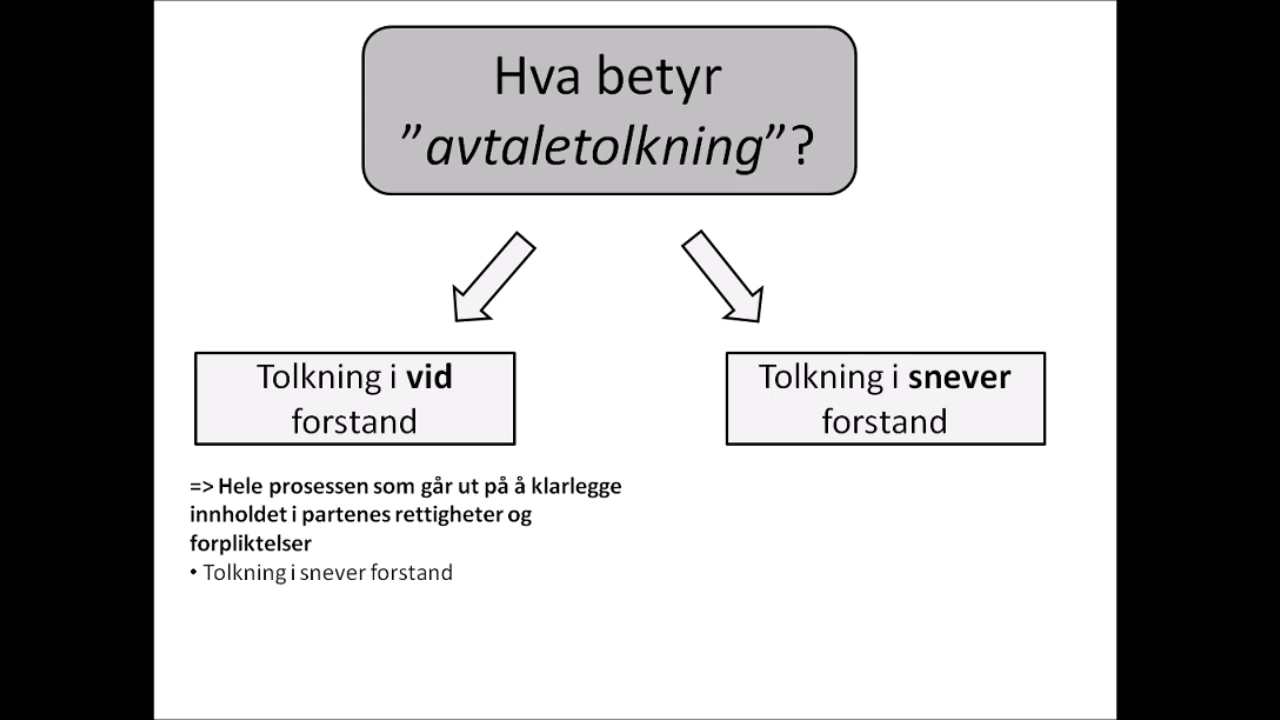 Hva betyr
”avtaletolkning”?
Tolkning i vid
forstand
Tolkning i snever
forstand
=> Hele prosessen som går ut på å klarlegge
innholdet i partenes rettigheter og
forpliktelser
• Tolkning i snever forstand